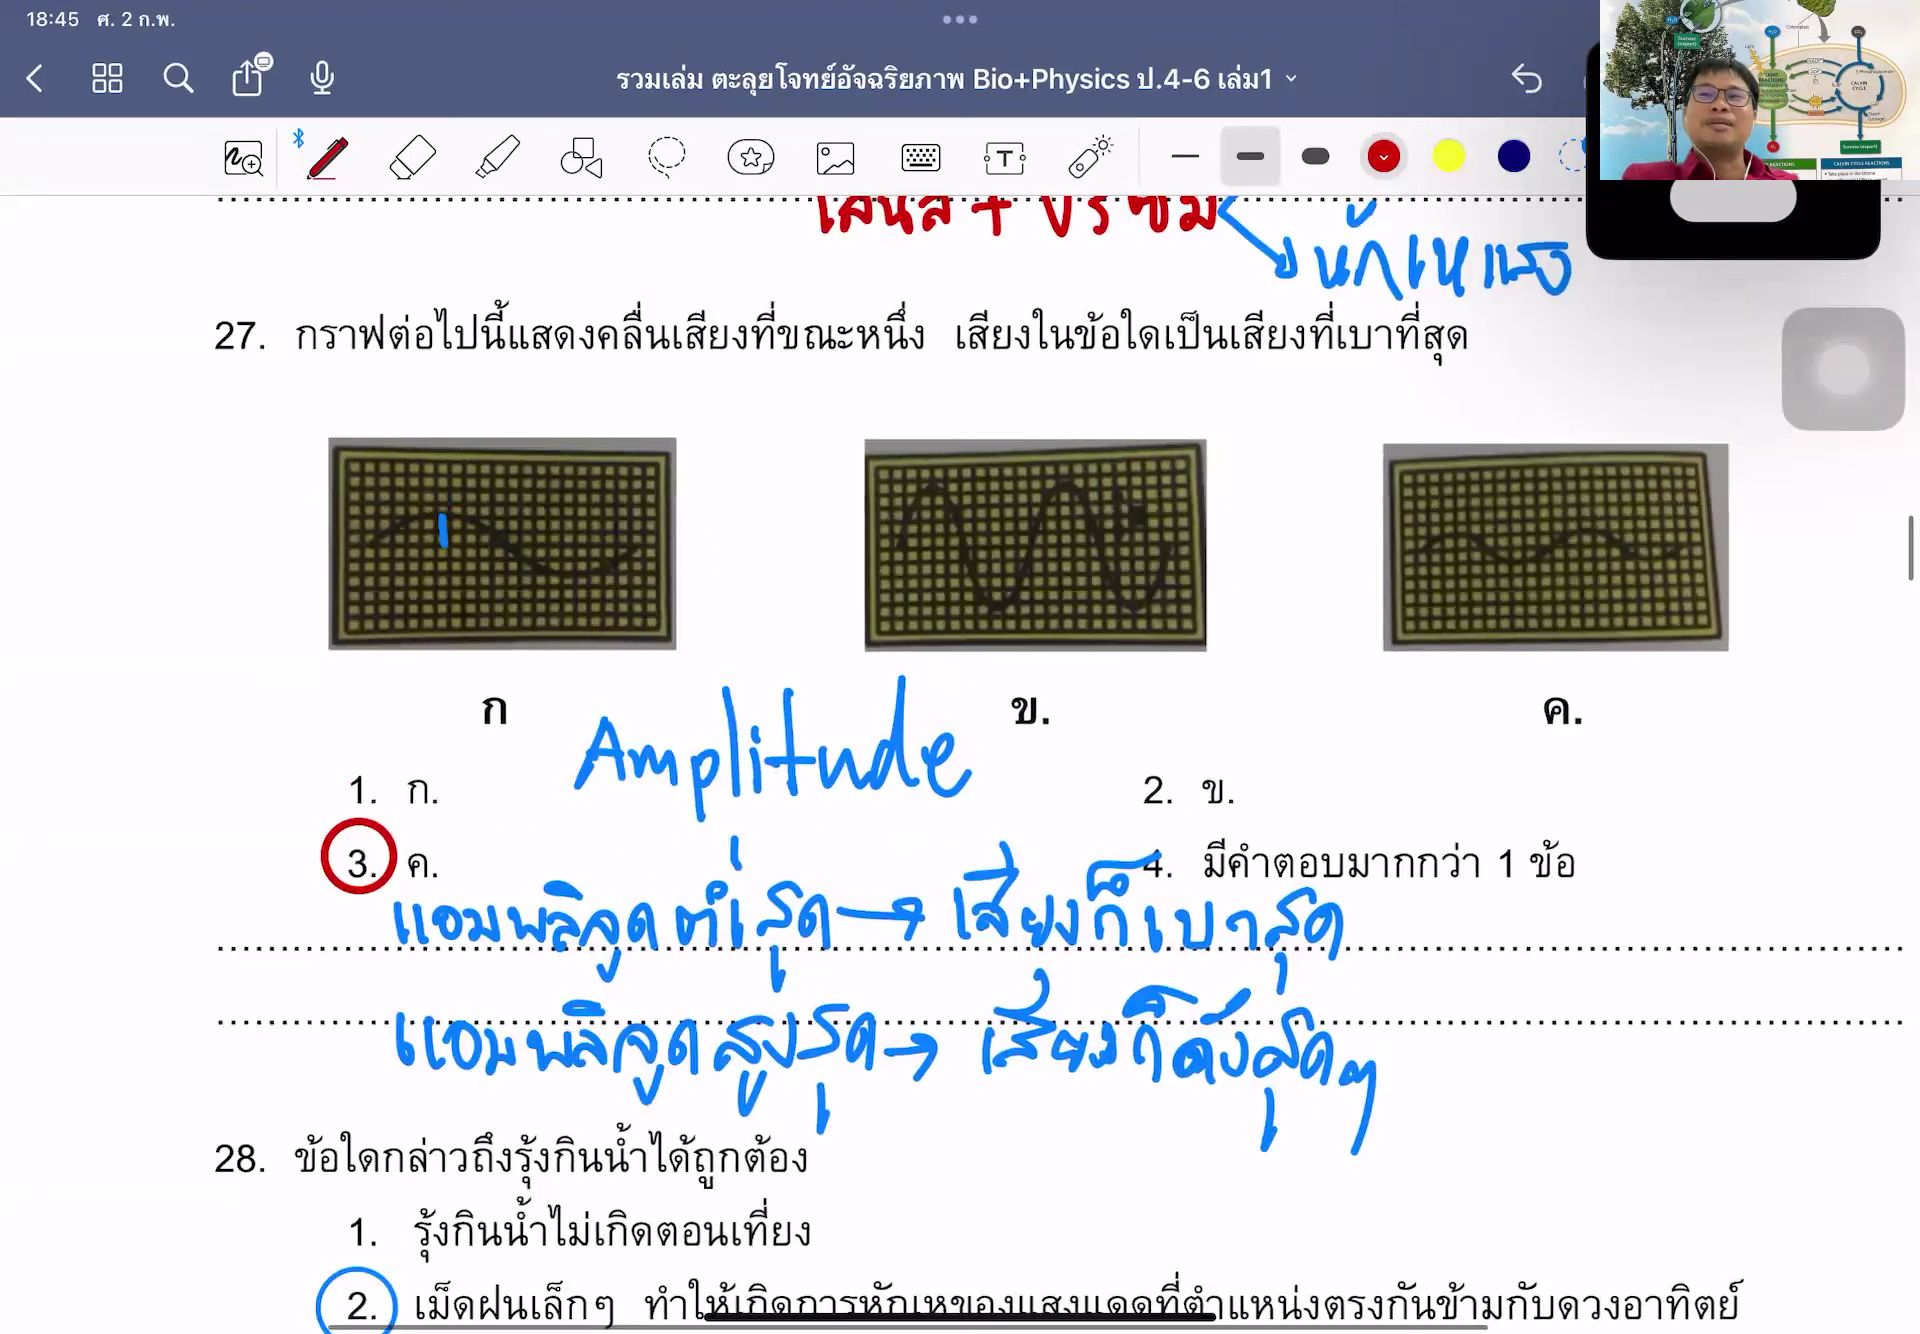 18:45 ศ. 2 ก.พ.
รวมเล่ม ตะลุยโจทย์อัจฉริยภาพ Bio+Physics ป.4-6 เล่ม1
เลนส์ + ปริซึม
หักเหแสง
27. กราฟต่อไปนี้แสดงคลื่นเสียงที่ขณะหนึ่ง เสียงในข้อใดเป็นเสียงที่เบาที่สุด
ก ข. ค.
Amplitude
1. ก. 2. ข.
3. ค. 4. มีคำตอบมากกว่า 1 ข้อ
แอมพลิจูดต่ำสุด → เสียงก็เบาสุด
แอมพลิจูดสูงสุด → เสียงก็ดังสุดๆ
28. ข้อใดกล่าวถึงรุ้งกินน้ำได้ถูกต้อง
1. รุ้งกินน้ำไม่เกิดตอนเที่ยง
2. เม็ดฝนเล็กๆ ทำให้เกิดการหักเหของแสงแดดที่ตำแหน่งตรงกันข้ามกับดวงอาทิตย์